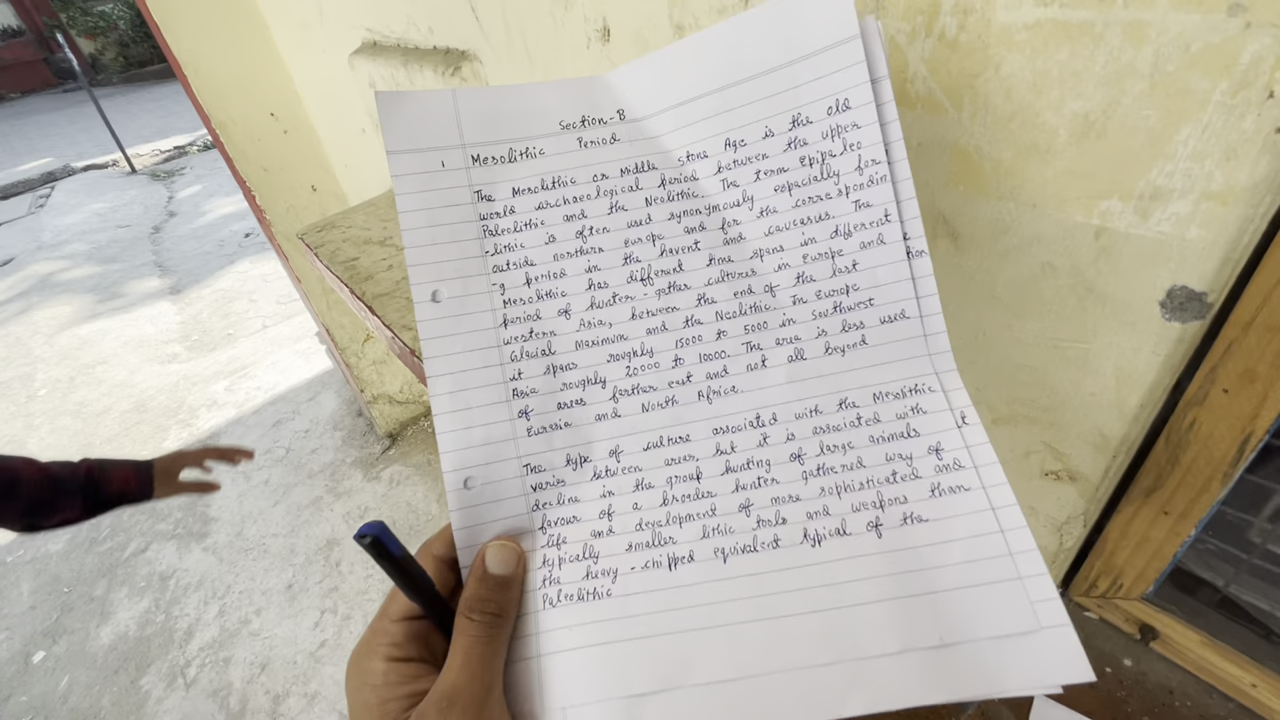 Section-B
1 Mesolithic Period
The Mesolithic or Middle Stone Age is the old
world archaeological period between the upper
Paleolithic and the Neolithic. The term Epipaleo
-lithic is often used synonymously especially for
outside northern Europe and for the correspondin
-g period in the havent and caucasus. The
Mesolithic has different time spans in different
period of hunter-gather cultures in Europe and
western Asia, between the end of the last
Glacial Maximum and the Neolithic. In Europe
it spans roughly 15000 to 5000 in Southwest
Asia roughly 20000 to 10000. The area is less used
of areas farther east and not all beyond
Eurasia and North Africa.
The type of culture associated with the Mesolithic
varies between areas, but it is associated with
decline in the group hunting of large animals
favour of a broader hunter gathered way of
life and development of more sophisticated and
typically smaller lithic tools and weapons than
the heavy-chipped equivalent typical of the
Paleolithic